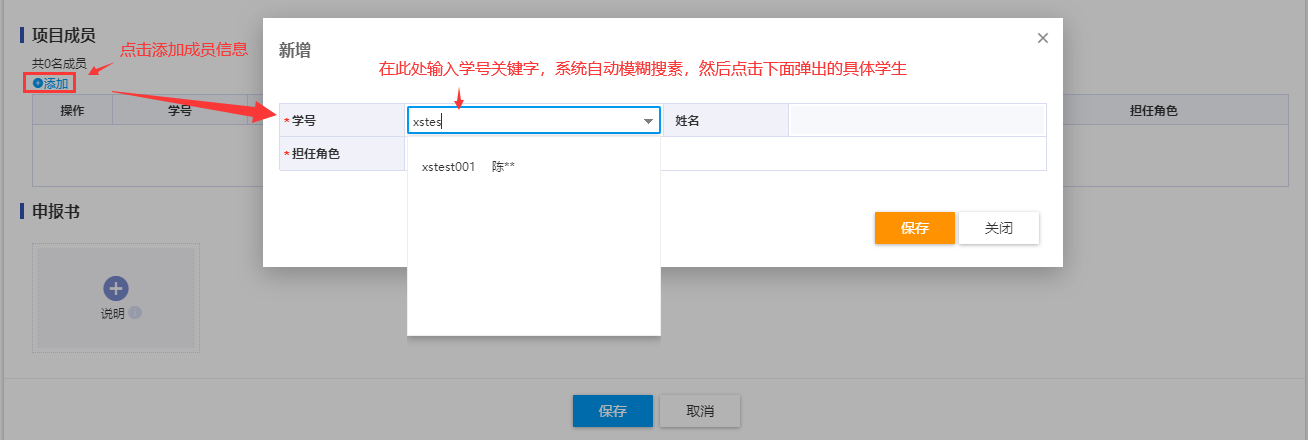 项目成员
点击添加成员信息
共0名成员
添加
操作
学号
担任角色
新增
在此处输入学号关键字，系统自动模糊搜素，然后点击下面弹出的具体学生
*学号
xstes
姓名
*担任角色
xstest001 陈**
保存
关闭
申报书
说明
保存
取消